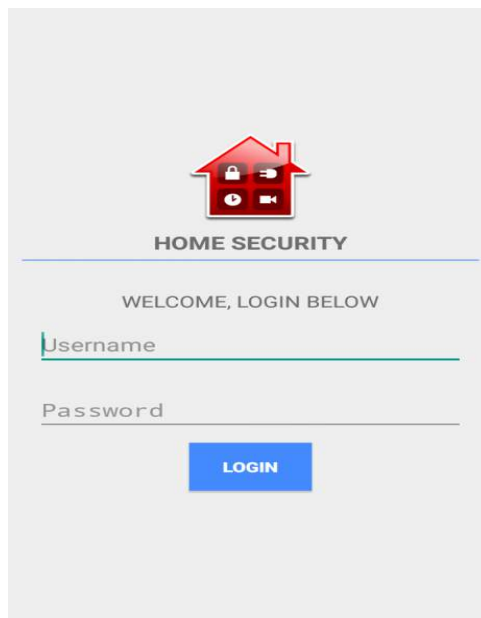 HOME SECURITY
WELCOME, LOGIN BELOW
Username
Password
LOGIN